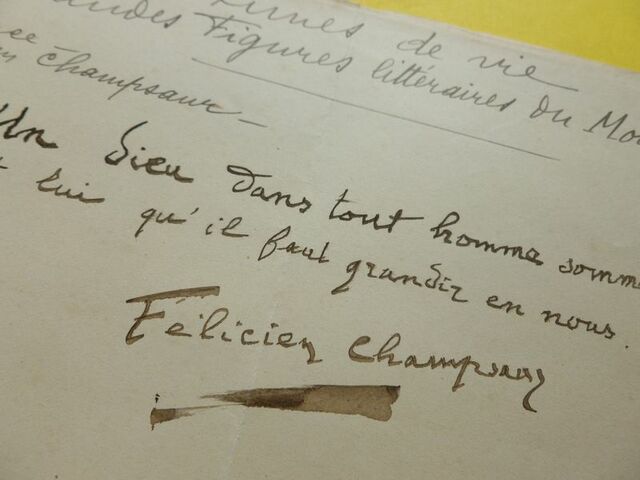 de vie
Figures littéraires du
Champsaur
Un Dieu dans tout homme
lui qu'il faut grandir en nous.
Félicien Champsaur